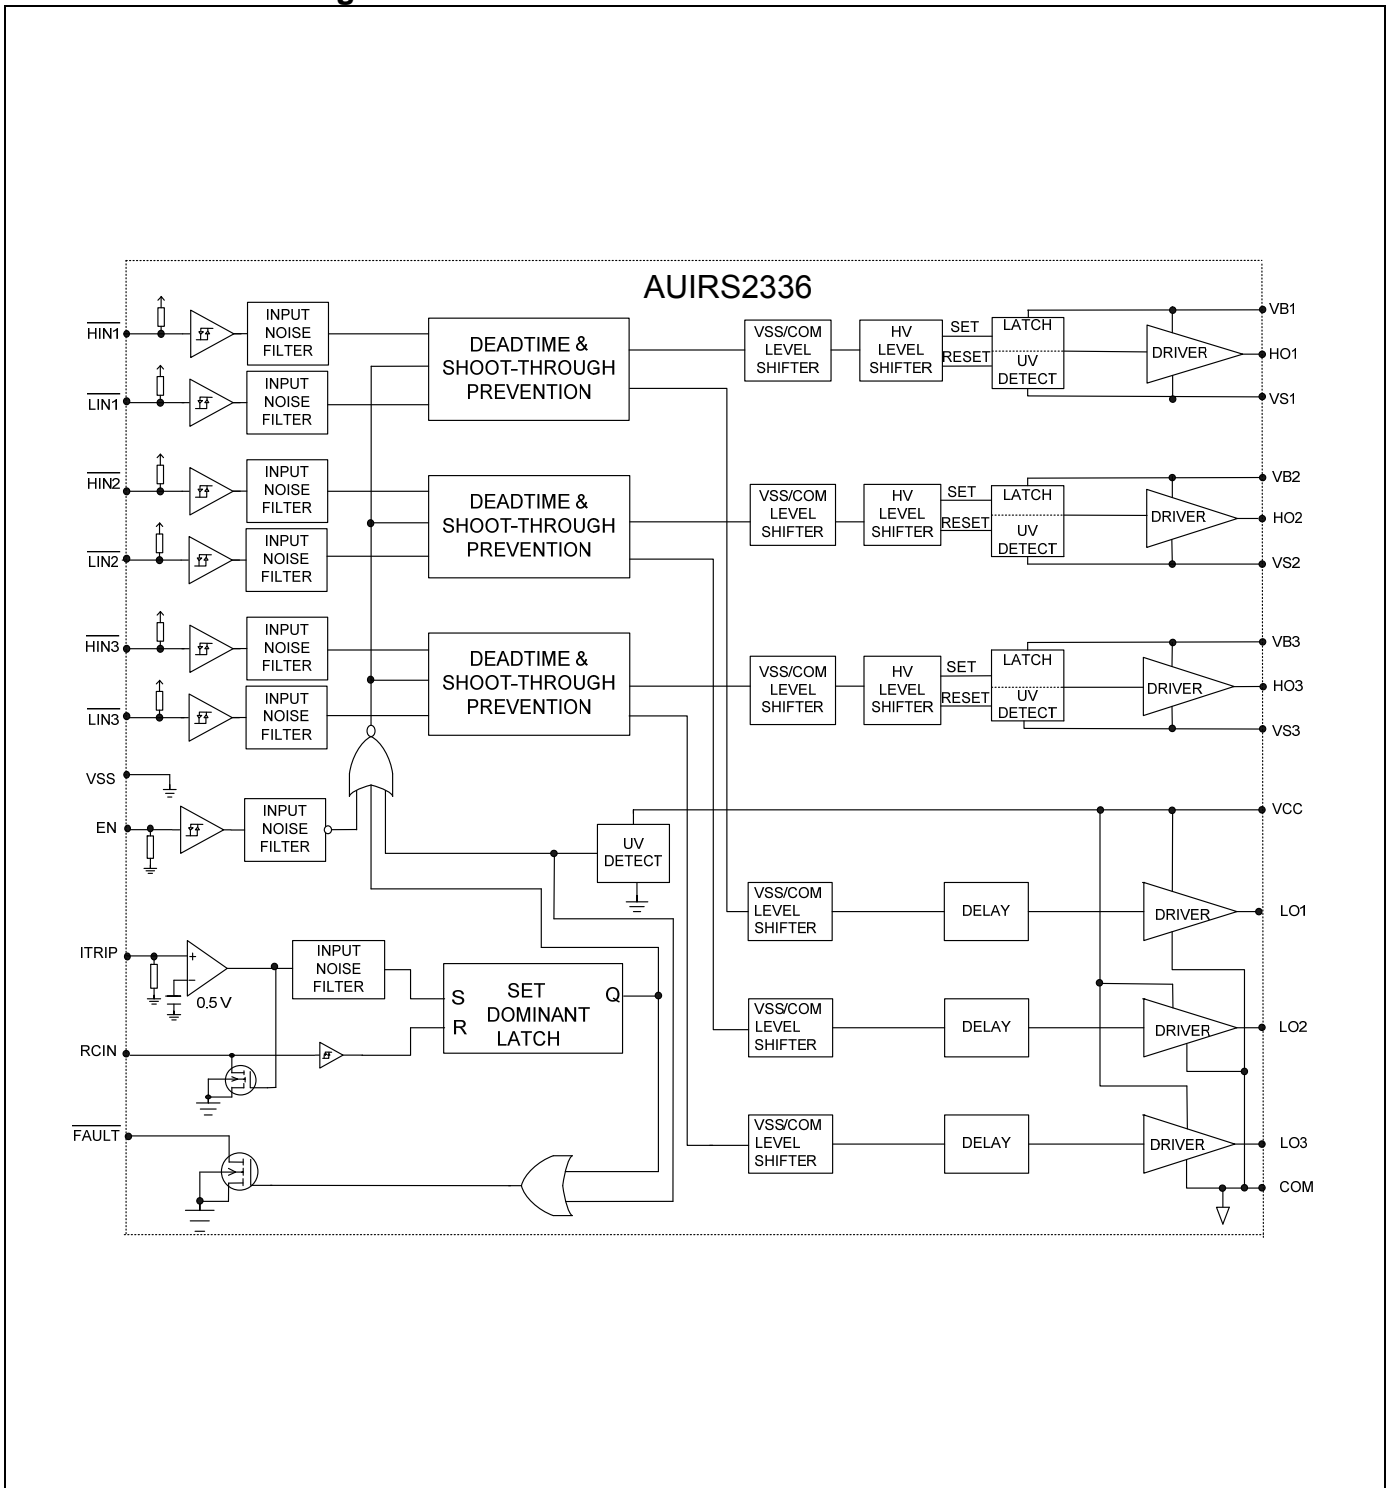 AUIRS2336
HIN1
INPUT
NOISE
FILTER
DEADTIME &
SHOOT-THROUGH
PREVENTION
VSS/COM
LEVEL
SHIFTER
HV
LEVEL
SHIFTER
SET
RESET
LATCH
UV
DETECT
DRIVER
VB1
HO1
VS1
LIN1
INPUT
NOISE
FILTER
HIN2
INPUT
NOISE
FILTER
DEADTIME &
SHOOT-THROUGH
PREVENTION
VSS/COM
LEVEL
SHIFTER
HV
LEVEL
SHIFTER
SET
RESET
LATCH
UV
DETECT
DRIVER
VB2
HO2
VS2
LIN2
INPUT
NOISE
FILTER
HIN3
INPUT
NOISE
FILTER
DEADTIME &
SHOOT-THROUGH
PREVENTION
VSS/COM
LEVEL
SHIFTER
HV
LEVEL
SHIFTER
SET
RESET
LATCH
UV
DETECT
DRIVER
VB3
HO3
VS3
LIN3
INPUT
NOISE
FILTER
VSS
EN
INPUT
NOISE
FILTER
UV
DETECT
VCC
VSS/COM
LEVEL
SHIFTER
DELAY
DRIVER
LO1
ITRIP
+
−
0.5 V
INPUT
NOISE
FILTER
S
R
SET
DOMINANT
LATCH
Q
VSS/COM
LEVEL
SHIFTER
DELAY
DRIVER
LO2
RCIN
FAULT
VSS/COM
LEVEL
SHIFTER
DELAY
DRIVER
LO3
COM